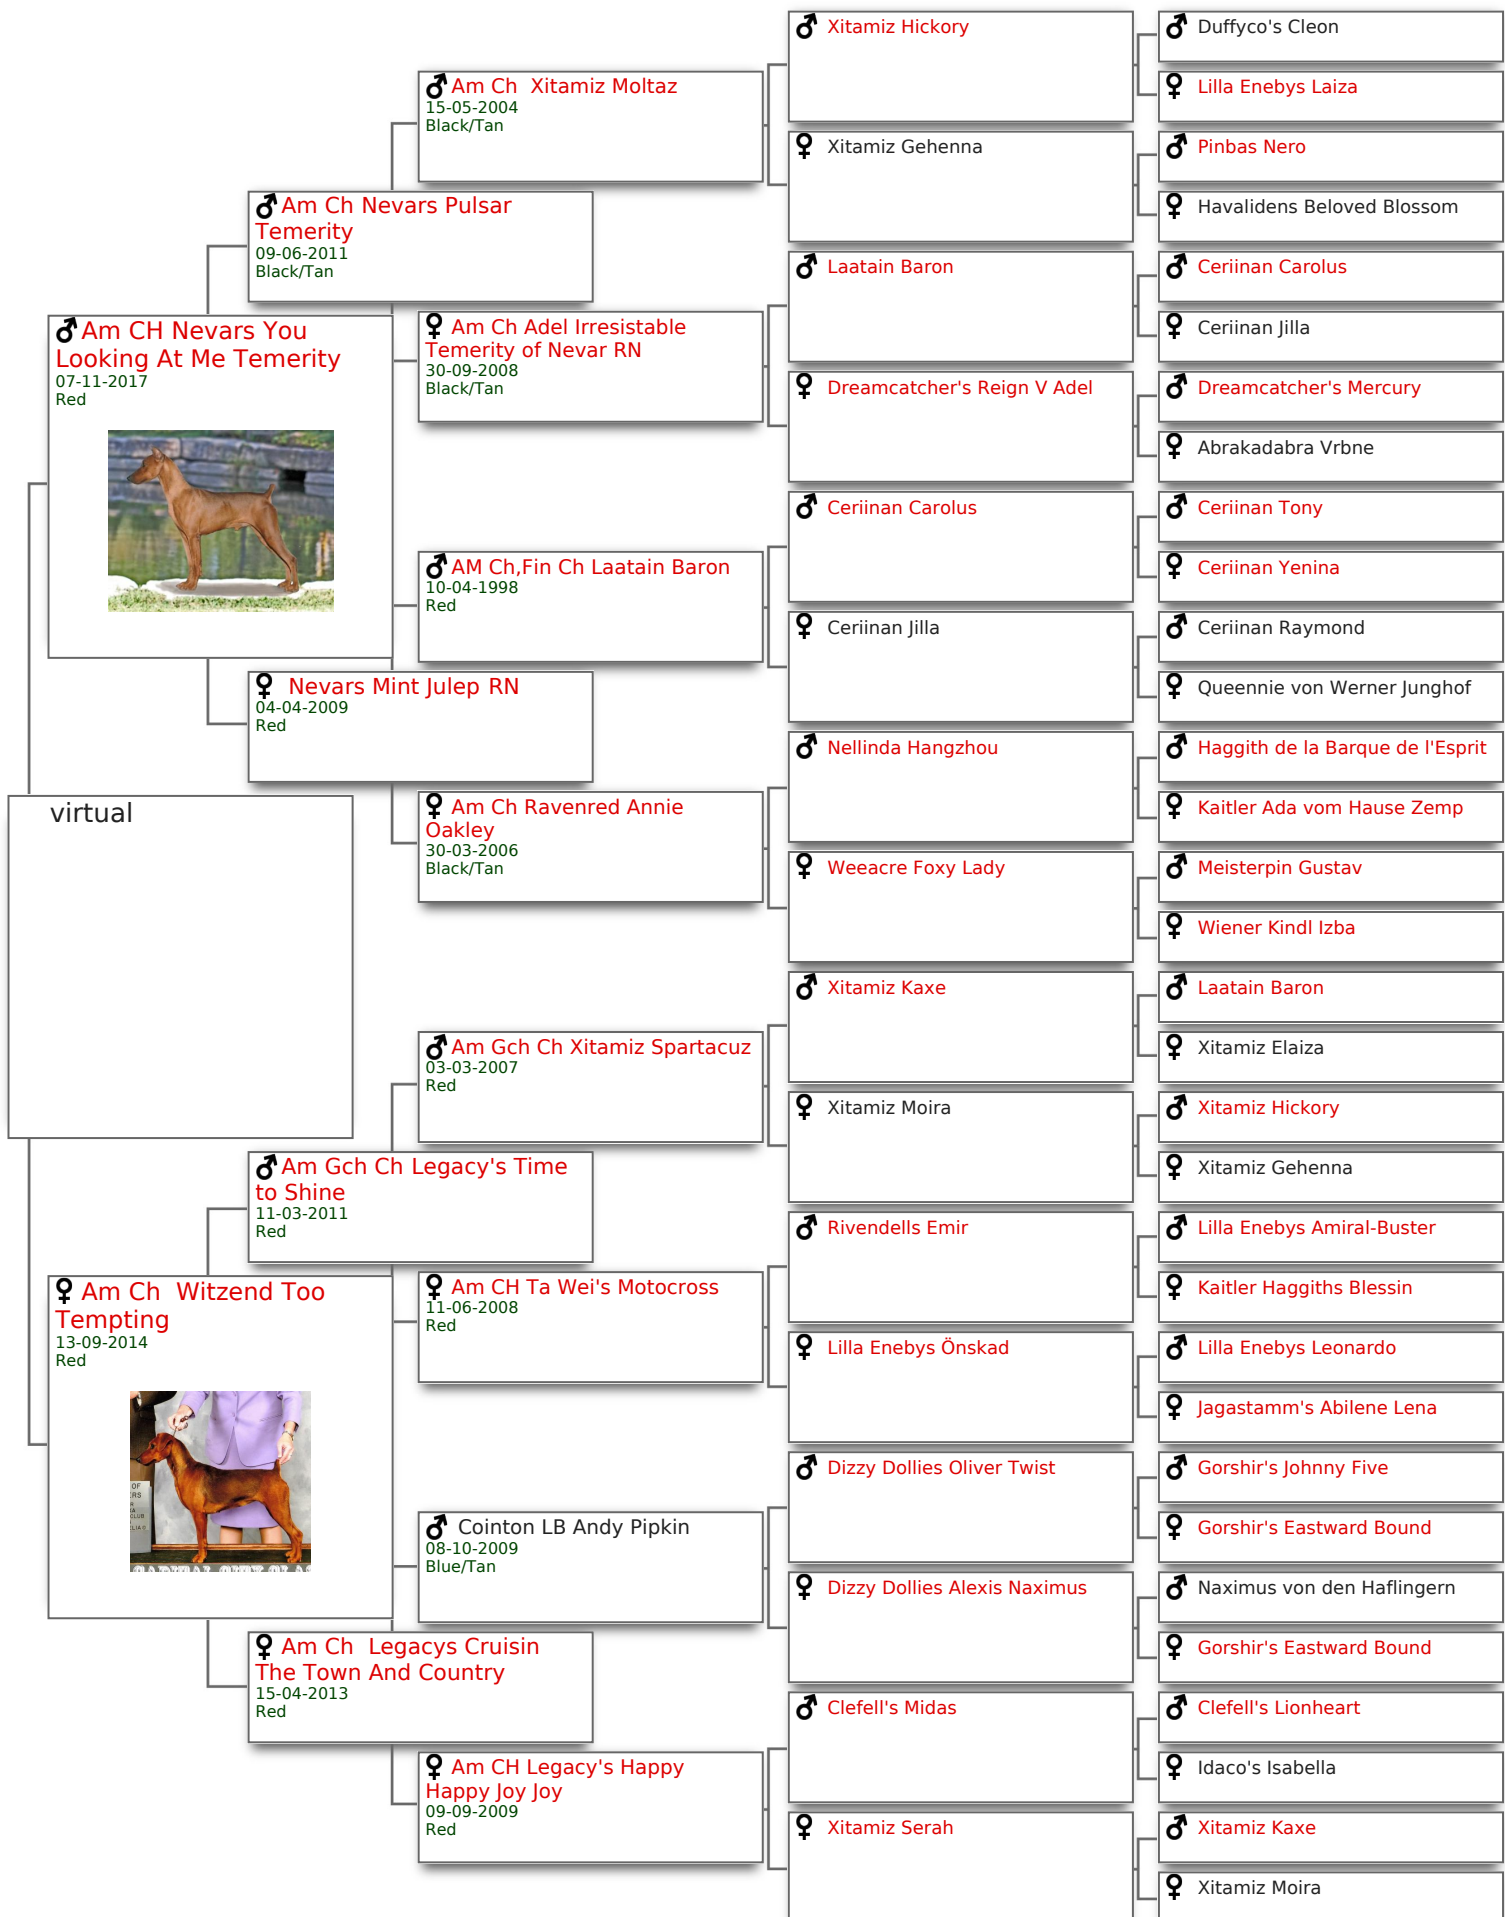 virtual
Am CH Nevars You
Looking At Me Temerity
07-11-2017
Red
Am Ch  Witzend Too
Tempting
13-09-2014
Red
OF
RS
CLUB
Am Ch Nevars Pulsar
Temerity
09-06-2011
Black/Tan
Nevars Mint Julep RN
04-04-2009
Red
Am Gch Ch Legacy's Time
to Shine
11-03-2011
Red
Am Ch  Legacys Cruisin
The Town And Country
15-04-2013
Red
Am Ch  Xitamiz Moltaz
15-05-2004
Black/Tan
Am Ch Adel Irresistable
Temerity of Nevar RN
30-09-2008
Black/Tan
AM Ch,Fin Ch Laatain Baron
10-04-1998
Red
Am Ch Ravenred Annie
Oakley
30-03-2006
Black/Tan
Am Gch Ch Xitamiz Spartacuz
03-03-2007
Red
Am CH Ta Wei's Motocross
11-06-2008
Red
Cointon LB Andy Pipkin
08-10-2009
Blue/Tan
Am CH Legacy's Happy
Happy Joy Joy
09-09-2009
Red
Xitamiz Hickory
Xitamiz Gehenna
Laatain Baron
Dreamcatcher's Reign V Adel
Ceriinan Carolus
Ceriinan Jilla
Nellinda Hangzhou
Weeacre Foxy Lady
Xitamiz Kaxe
Xitamiz Moira
Rivendells Emir
Lilla Enebys Önskad
Dizzy Dollies Oliver Twist
Dizzy Dollies Alexis Naximus
Clefell's Midas
Xitamiz Serah
Duffyco's Cleon
Lilla Enebys Laiza
Pinbas Nero
Havalidens Beloved Blossom
Ceriinan Carolus
Ceriinan Jilla
Dreamcatcher's Mercury
Abrakadabra Vrbne
Ceriinan Tony
Ceriinan Yenina
Ceriinan Raymond
Queennie von Werner Junghof
Haggith de la Barque de l'Esprit
Kaitler Ada vom Hause Zemp
Meisterpin Gustav
Wiener Kindl Izba
Laatain Baron
Xitamiz Elaiza
Xitamiz Hickory
Xitamiz Gehenna
Lilla Enebys Amiral-Buster
Kaitler Haggiths Blessin
Lilla Enebys Leonardo
Jagastamm's Abilene Lena
Gorshir's Johnny Five
Gorshir's Eastward Bound
Naximus von den Haflingern
Gorshir's Eastward Bound
Clefell's Lionheart
Idaco's Isabella
Xitamiz Kaxe
Xitamiz Moira